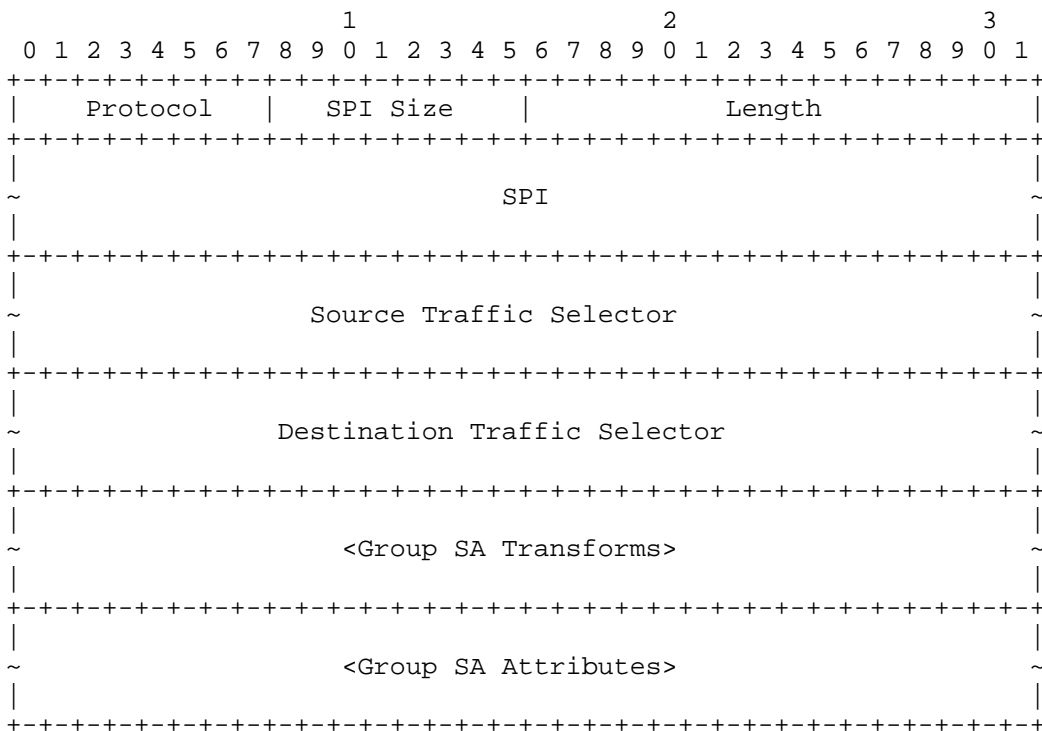 1                   2                   3
 0 1 2 3 4 5 6 7 8 9 0 1 2 3 4 5 6 7 8 9 0 1 2 3 4 5 6 7 8 9 0 1
+-+-+-+-+-+-+-+-+-+-+-+-+-+-+-+-+-+-+-+-+-+-+-+-+-+-+-+-+-+-+-+
|    Protocol   |   SPI Size    |            Length             |
+-+-+-+-+-+-+-+-+-+-+-+-+-+-+-+-+-+-+-+-+-+-+-+-+-+-+-+-+-+-+-+
|                                                               |
~                              SPI                              ~
|                                                               |
+-+-+-+-+-+-+-+-+-+-+-+-+-+-+-+-+-+-+-+-+-+-+-+-+-+-+-+-+-+-+-+
|                                                               |
~                  Source Traffic Selector                      ~
|                                                               |
+-+-+-+-+-+-+-+-+-+-+-+-+-+-+-+-+-+-+-+-+-+-+-+-+-+-+-+-+-+-+-+
|                                                               |
~                Destination Traffic Selector                   ~
|                                                               |
+-+-+-+-+-+-+-+-+-+-+-+-+-+-+-+-+-+-+-+-+-+-+-+-+-+-+-+-+-+-+-+
|                                                               |
~                    <Group SA Transforms>                      ~
|                                                               |
+-+-+-+-+-+-+-+-+-+-+-+-+-+-+-+-+-+-+-+-+-+-+-+-+-+-+-+-+-+-+-+
|                                                               |
~                    <Group SA Attributes>                      ~
|                                                               |
+-+-+-+-+-+-+-+-+-+-+-+-+-+-+-+-+-+-+-+-+-+-+-+-+-+-+-+-+-+-+-+